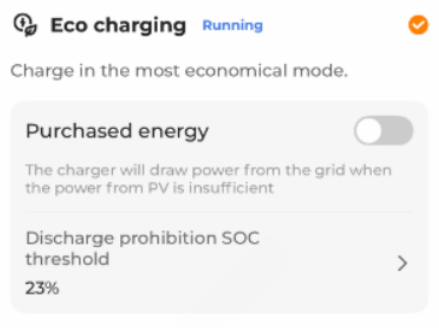 Eco charging Running
Charge in the most economical mode.
Purchased energy
The charger will draw power from the grid when
the power from PV is insufficient
Discharge prohibition SOC
threshold
23%